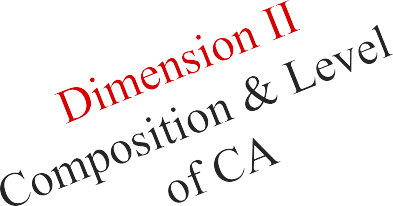 Dimension II
Composition & Level
of CA